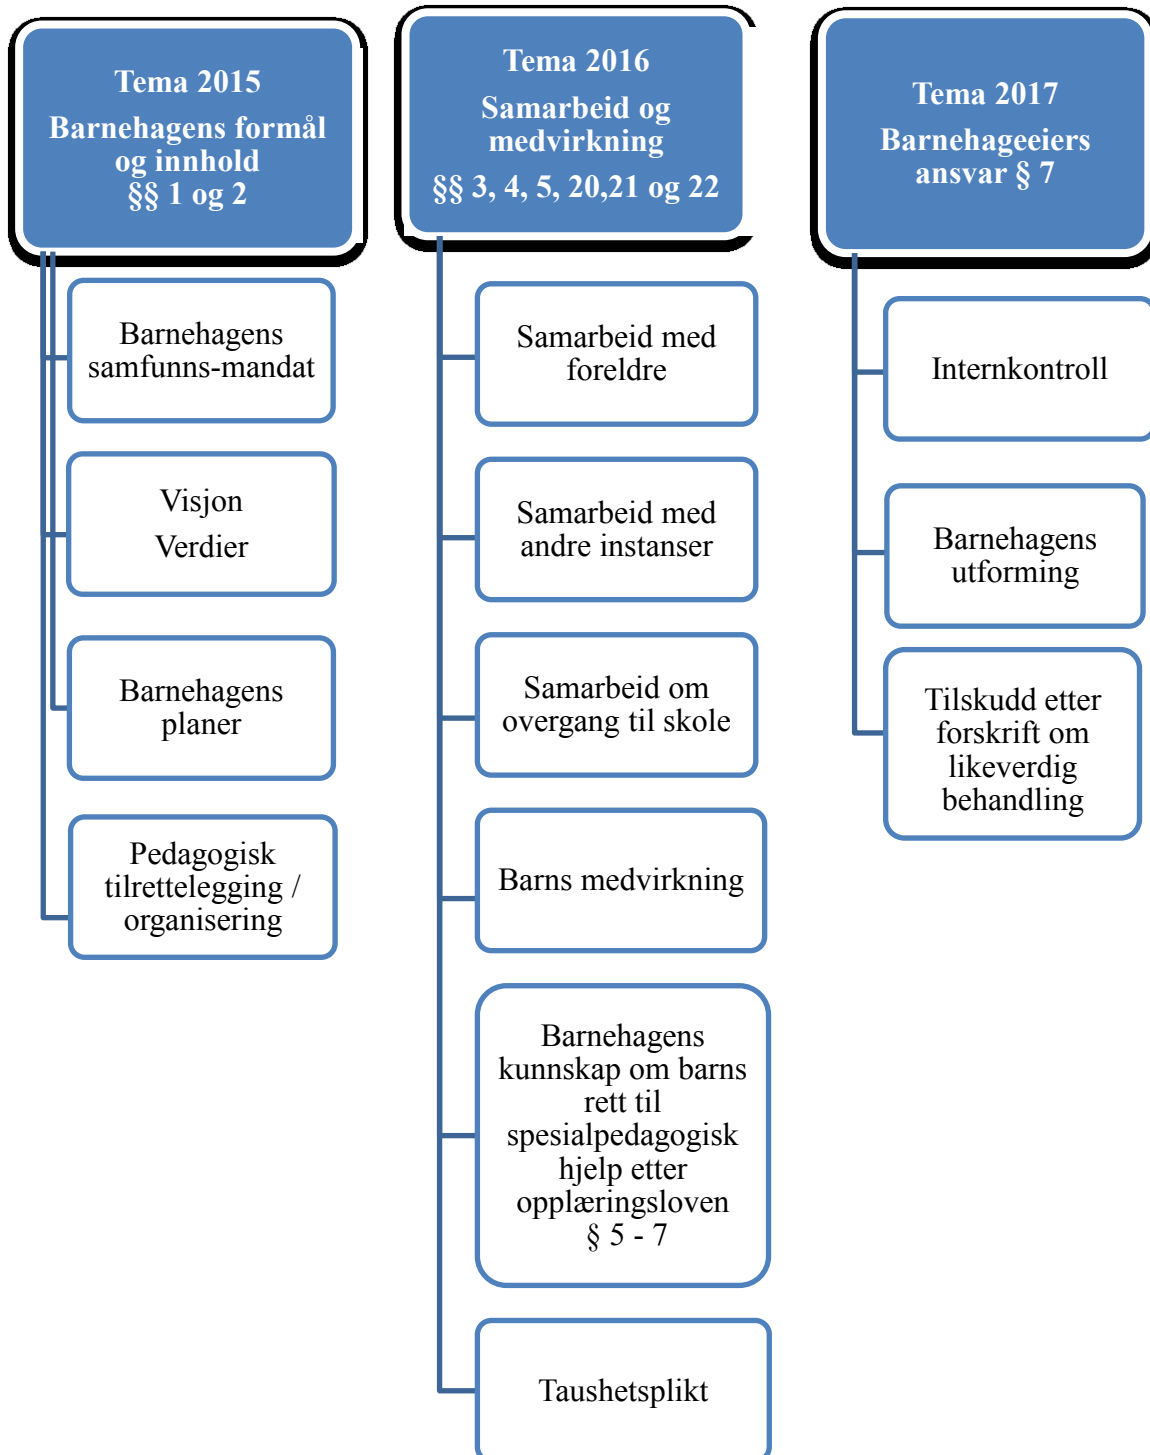 Tema 2015
Barnehagens formål
og innhold
§§ 1 og 2
Barnehagens
samfunns-mandat
Visjon
Verdier
Barnehagens
planer
Pedagogisk
tilrettelegging /
organisering
Tema 2016
Samarbeid og
medvirkning
§§ 3, 4, 5, 20,21 og 22
Samarbeid med
foreldre
Samarbeid med
andre instanser
Samarbeid om
overgang til skole
Barns medvirkning
Barnehagens
kunnskap om barns
rett til
spesialpedagogisk
hjelp etter
opplæringsloven
§ 5 - 7
Taushetsplikt
Tema 2017
Barnehageeiers
ansvar § 7
Internkontroll
Barnehagens
utforming
Tilskudd etter
forskrift om
likeverdig
behandling